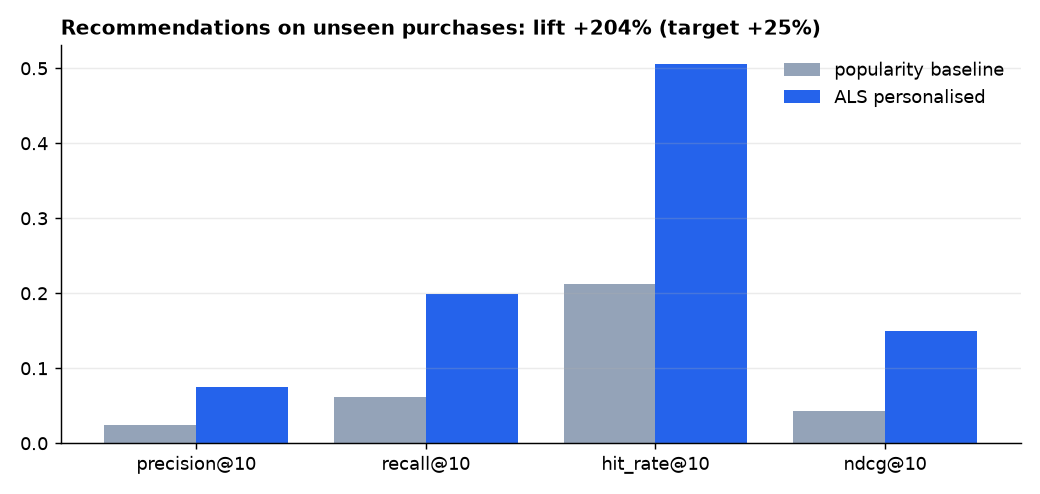 Recommendations on unseen purchases: lift +204% (target +25%)
popularity baseline
ALS personalised
0.5
0.4
0.3
0.2
0.1
0.0
precision@10
recall@10
hit_rate@10
ndcg@10